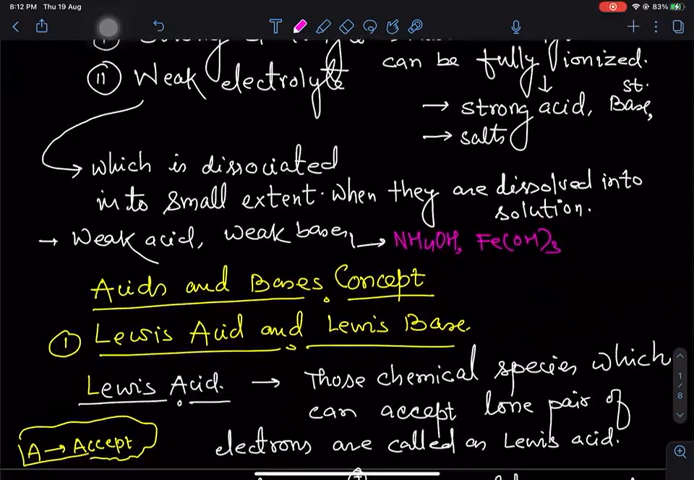 8:12 PM Thu 19 Aug
83%
can be fully ionized.
(II) Weak electrolyte
→ strong acid, st. Base,
→ salts
→ which is dissociated
into small extent. when they are dissolved into
solution.
→ Weak acid, weak base, → NH4OH, Fe(OH)3
Acids and Bases Concept
(1) Lewis Acid and Lewis Base
Lewis Acid. → Those chemical species which
can accept lone pair of
A → Accept
electrons are called as Lewis acid.
1
8